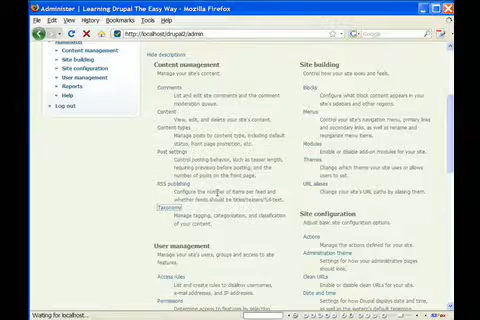 Administer | Learning Drupal The Easy Way - Mozilla Firefox
File Edit View History Bookmarks Tools Help
http://localhost/drupal2/admin
Google
Administer
Content management
Site building
Site configuration
User management
Reports
Help
Log out
Hide descriptions
Content management
Manage your site's content.
Comments
List and edit site comments and the comment
moderation queue.
Content
View, edit, and delete your site's content.
Content types
Manage posts by content type, including default
status, front page promotion, etc.
Post settings
Control posting behavior, such as teaser length,
requiring previews before posting, and the
number of posts on the front page.
RSS publishing
Configure the number of items per feed and
whether feeds should be titles/teasers/full-text.
Taxonomy
Manage tagging, categorization, and classification
of your content.
User management
Manage your site's users, groups and access to site
features.
Access rules
List and create rules to disallow usernames,
e-mail addresses, and IP addresses.
Permissions
Determine access to features by selecting
Site building
Control how your site looks and feels.
Blocks
Configure what block content appears in
your site's sidebars and other regions.
Menus
Control your site's navigation menu, primary links
and secondary links, as well as rename and
reorganize menu items.
Modules
Enable or disable add-on modules for your site.
Themes
Change which theme your site uses or allows
users to set.
URL aliases
Change your site's URL paths by aliasing them.
Site configuration
Adjust basic site configuration options.
Actions
Manage the actions defined for your site.
Administration theme
Settings for how your administrative pages
should look.
Clean URLs
Enable or disable clean URLs for your site.
Date and time
Settings for how Drupal displays date and time,
as well as the system's default timezone.
Waiting for localhost...